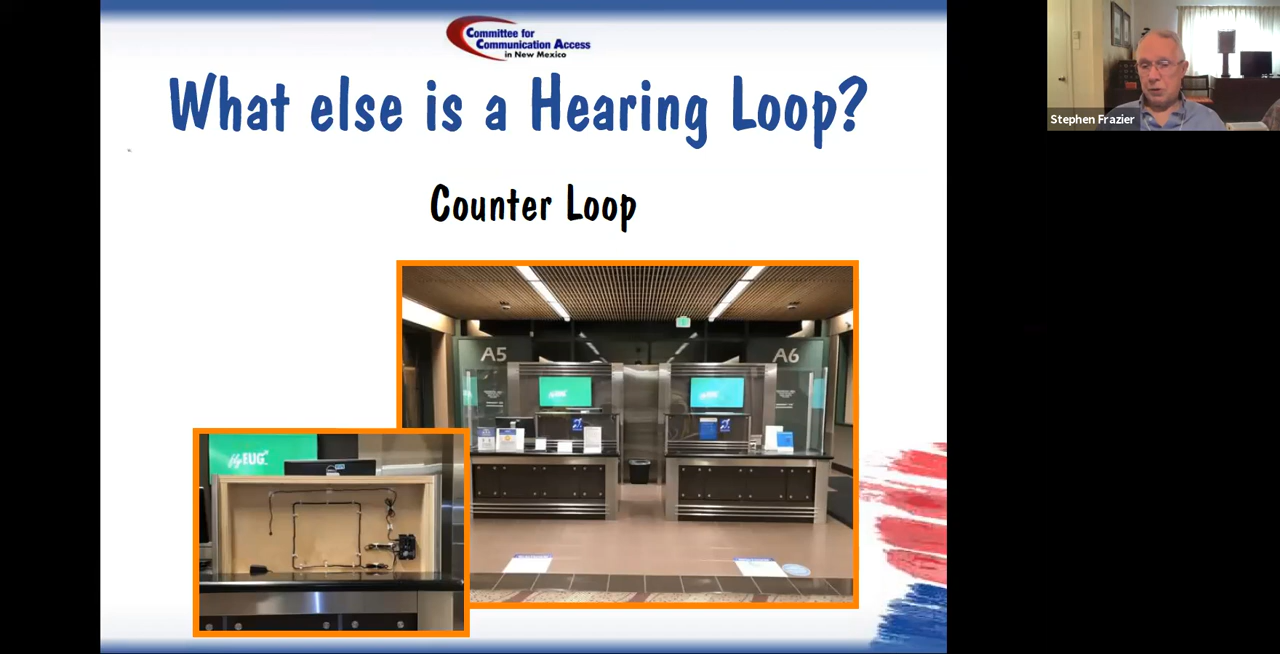 Committee for
Communication Access
in New Mexico
What else is a Hearing Loop?
Counter Loop
A5
A6
fly EUG
Stephen Frazier